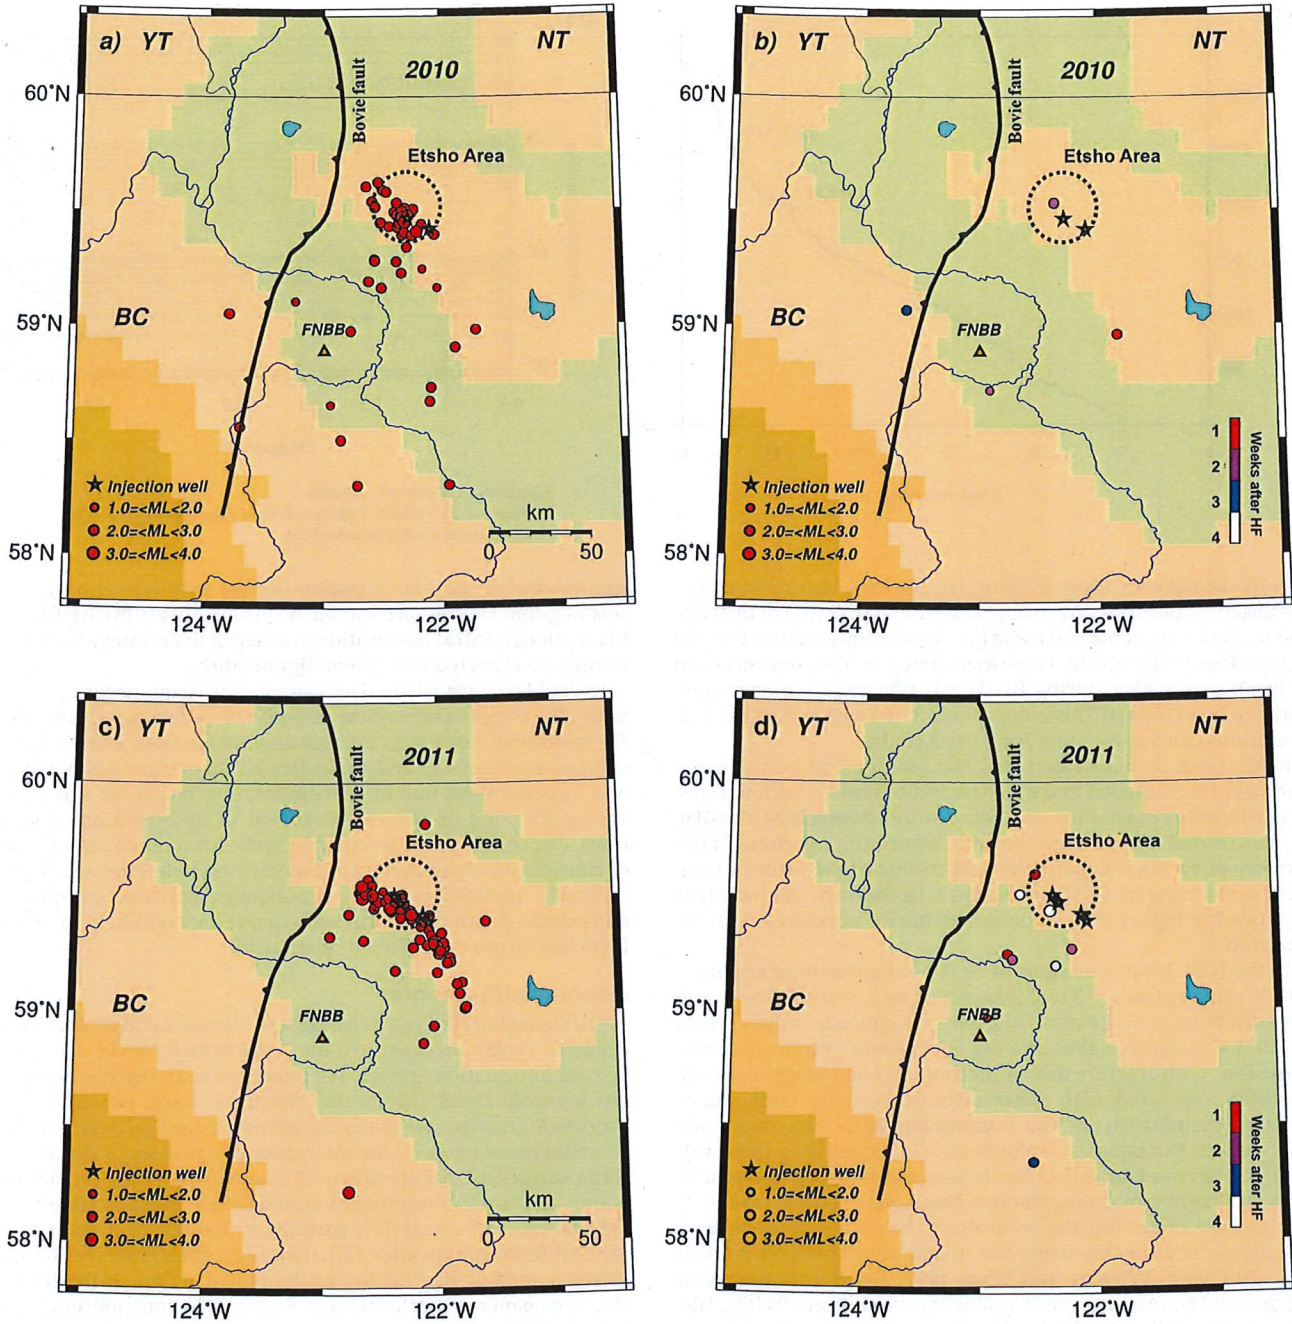 a) YT
NT
2010
60˚N
Bovie fault
Etsho Area
59˚N
BC
FNBB
Injection well
1.0=<ML<2.0
2.0=<ML<3.0
3.0=<ML<4.0
km
0 50
58˚N
124˚W 122˚W
b) YT
NT
2010
60˚N
Bovie fault
Etsho Area
59˚N
BC
FNBB
Injection well
1.0=<ML<2.0
2.0=<ML<3.0
3.0=<ML<4.0
1
2
3
4
Weeks after HF
58˚N
124˚W 122˚W
c) YT
NT
2011
60˚N
Bovie fault
Etsho Area
59˚N
BC
FNBB
Injection well
1.0=<ML<2.0
2.0=<ML<3.0
3.0=<ML<4.0
km
0 50
58˚N
124˚W 122˚W
d) YT
NT
2011
60˚N
Bovie fault
Etsho Area
59˚N
BC
FNBB
Injection well
1.0=<ML<2.0
2.0=<ML<3.0
3.0=<ML<4.0
1
2
3
4
Weeks after HF
58˚N
124˚W 122˚W